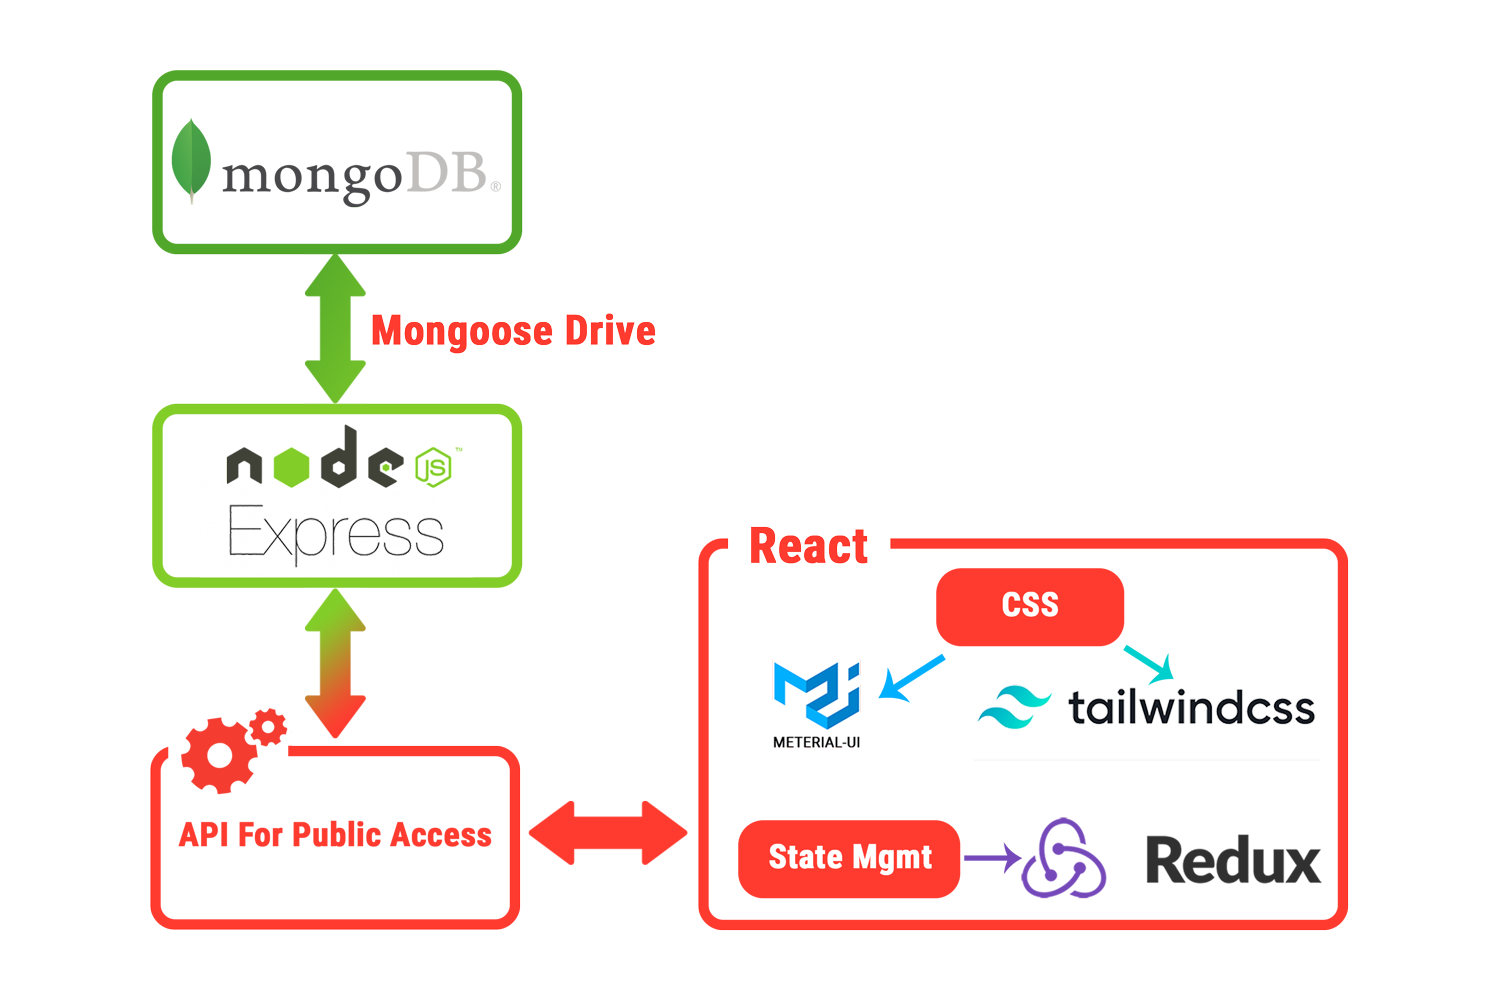 mongoDB®
Mongoose Drive
node JS™
Express
React
CSS
METERIAL-UI
tailwindcss
API For Public Access
State Mgmt
Redux